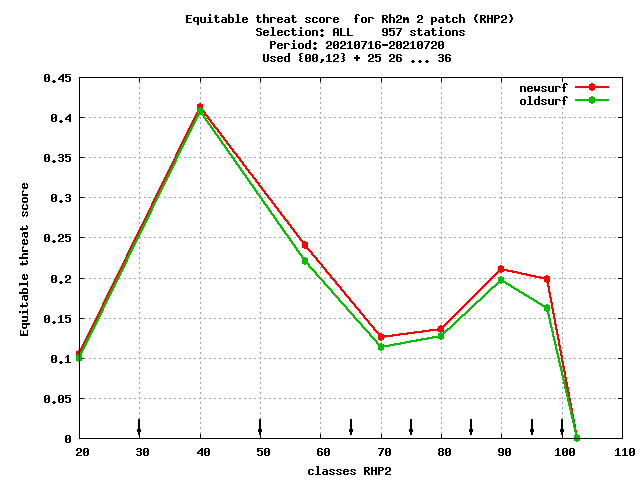 Equitable threat score  for Rh2m 2 patch (RHP2)
Selection: ALL    957 stations
Period: 20210716-20210720
Used {00,12} + 25 26 ... 36
0.45
newsurf
oldsurf
0.4
0.35
0.3
0.25
0.2
0.15
0.1
0.05
0
Equitable threat score
20 30 40 50 60 70 80 90 100 110
classes RHP2